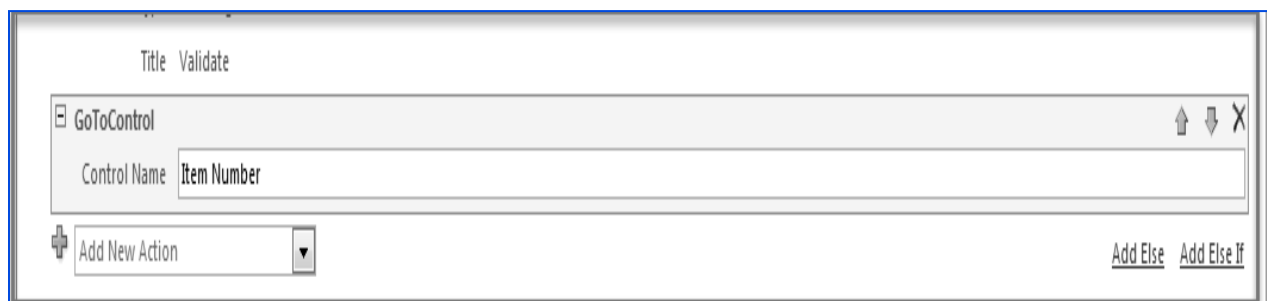 Title Validate
GoToControl
Control Name Item Number
Add New Action
Add Else Add Else If